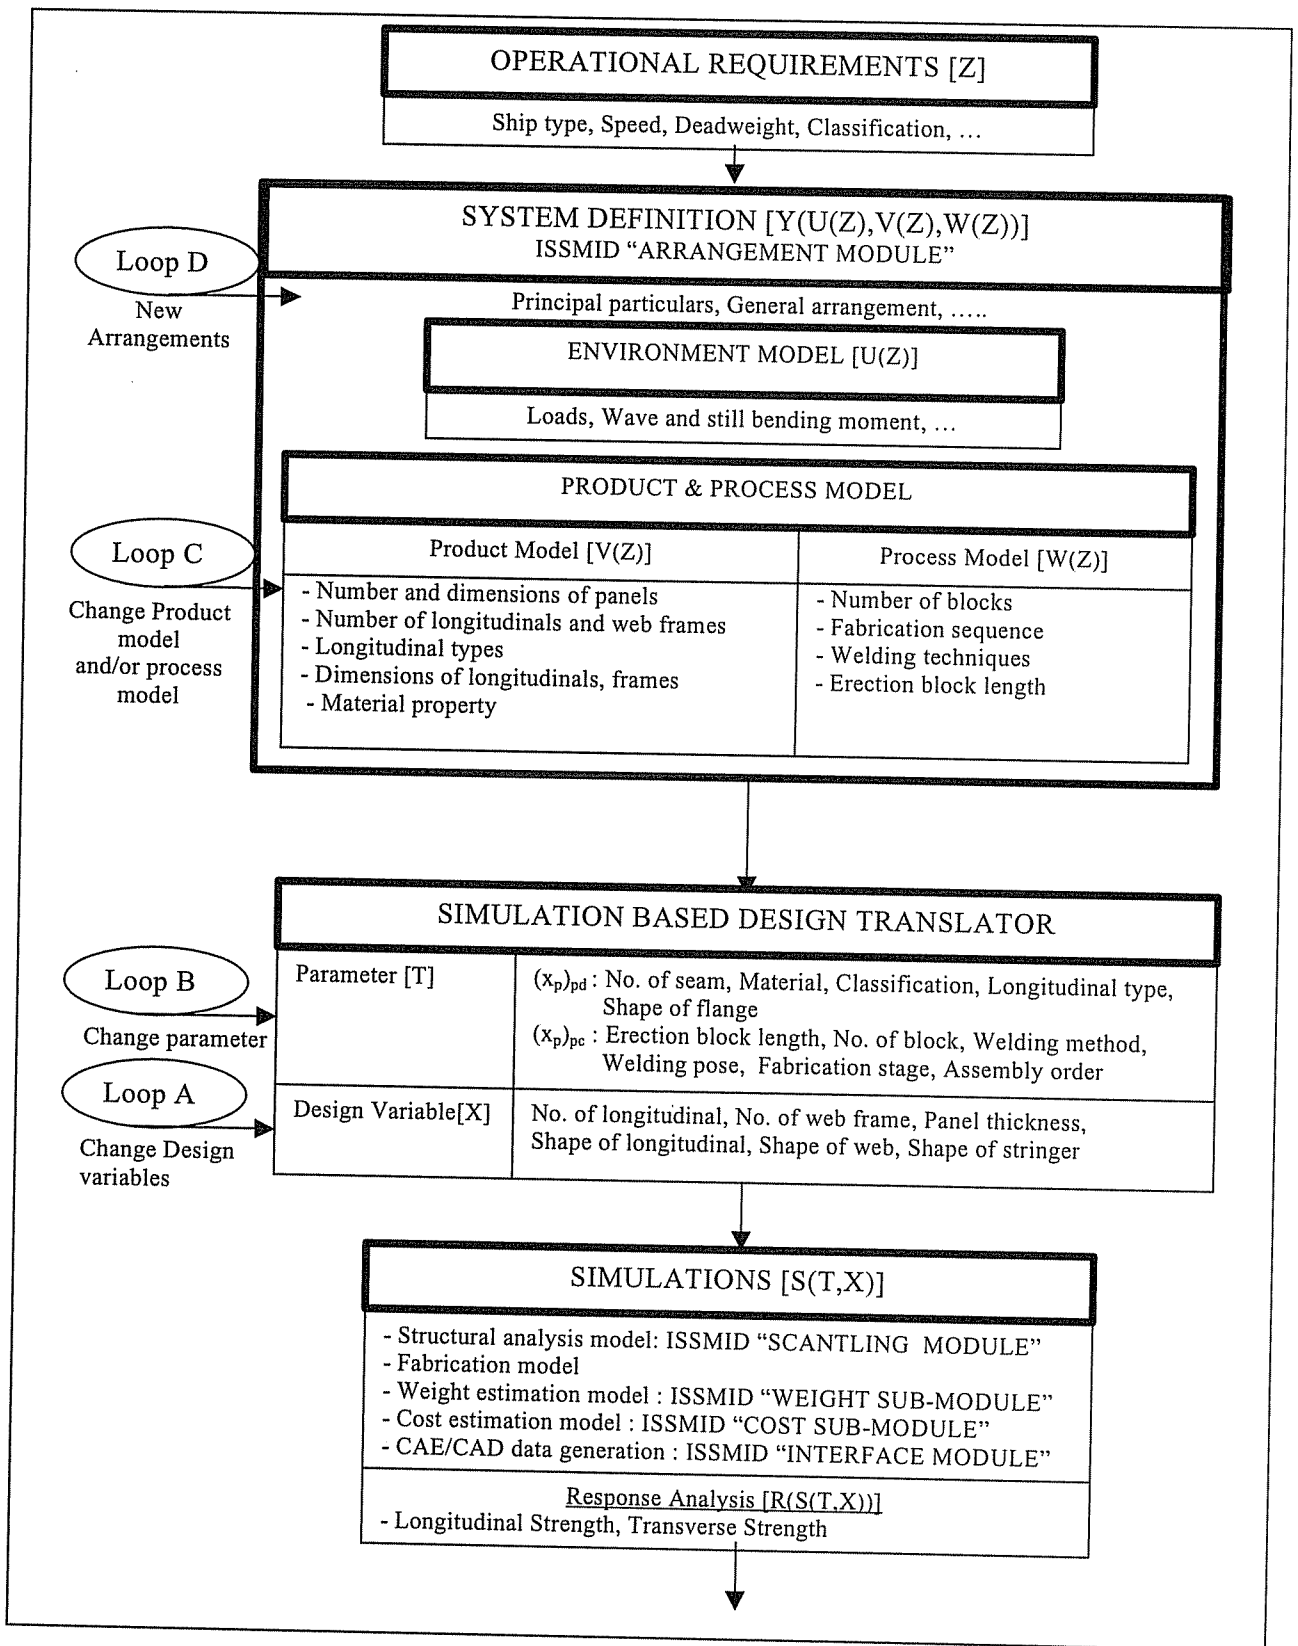 OPERATIONAL REQUIREMENTS [Z]
Ship type, Speed, Deadweight, Classification, …
SYSTEM DEFINITION [Y(U(Z),V(Z),W(Z))]
ISSMID “ARRANGEMENT MODULE”
Loop D
New
Arrangements
Principal particulars, General arrangement, …..
ENVIRONMENT MODEL [U(Z)]
Loads, Wave and still bending moment, …
PRODUCT & PROCESS MODEL
Loop C
Change Product
model
and/or process
model
Product Model [V(Z)]
- Number and dimensions of panels
- Number of longitudinals and web frames
- Longitudinal types
- Dimensions of longitudinals, frames
- Material property
Process Model [W(Z)]
- Number of blocks
- Fabrication sequence
- Welding techniques
- Erection block length
SIMULATION BASED DESIGN TRANSLATOR
Loop B
Change parameter
Parameter [T]
(xp)pd : No. of seam, Material, Classification, Longitudinal type,
Shape of flange
(xp)pc : Erection block length, No. of block, Welding method,
Welding pose, Fabrication stage, Assembly order
Loop A
Change Design
variables
Design Variable[X]
No. of longitudinal, No. of web frame, Panel thickness,
Shape of longitudinal, Shape of web, Shape of stringer
SIMULATIONS [S(T,X)]
- Structural analysis model: ISSMID “SCANTLING MODULE”
- Fabrication model
- Weight estimation model : ISSMID “WEIGHT SUB-MODULE”
- Cost estimation model : ISSMID “COST SUB-MODULE”
- CAE/CAD data generation : ISSMID “INTERFACE MODULE”
Response Analysis [R(S(T,X))]
- Longitudinal Strength, Transverse Strength